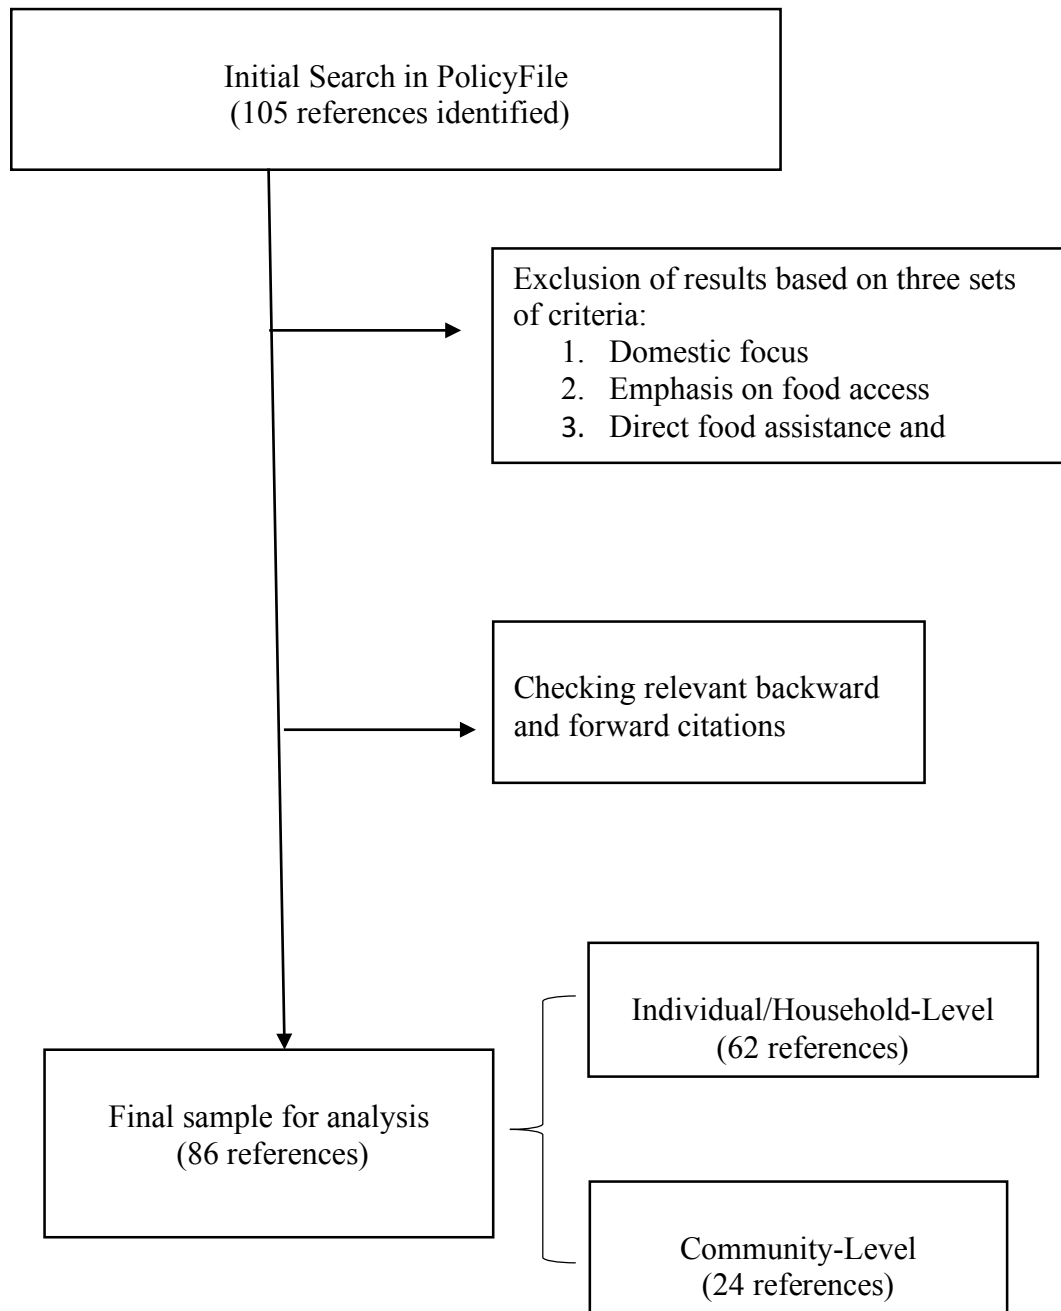 Initial Search in PolicyFile
(105 references identified)
Exclusion of results based on three sets
of criteria:
1. Domestic focus
2. Emphasis on food access
3. Direct food assistance and
Checking relevant backward
and forward citations
Individual/Household-Level
(62 references)
Final sample for analysis
(86 references)
Community-Level
(24 references)